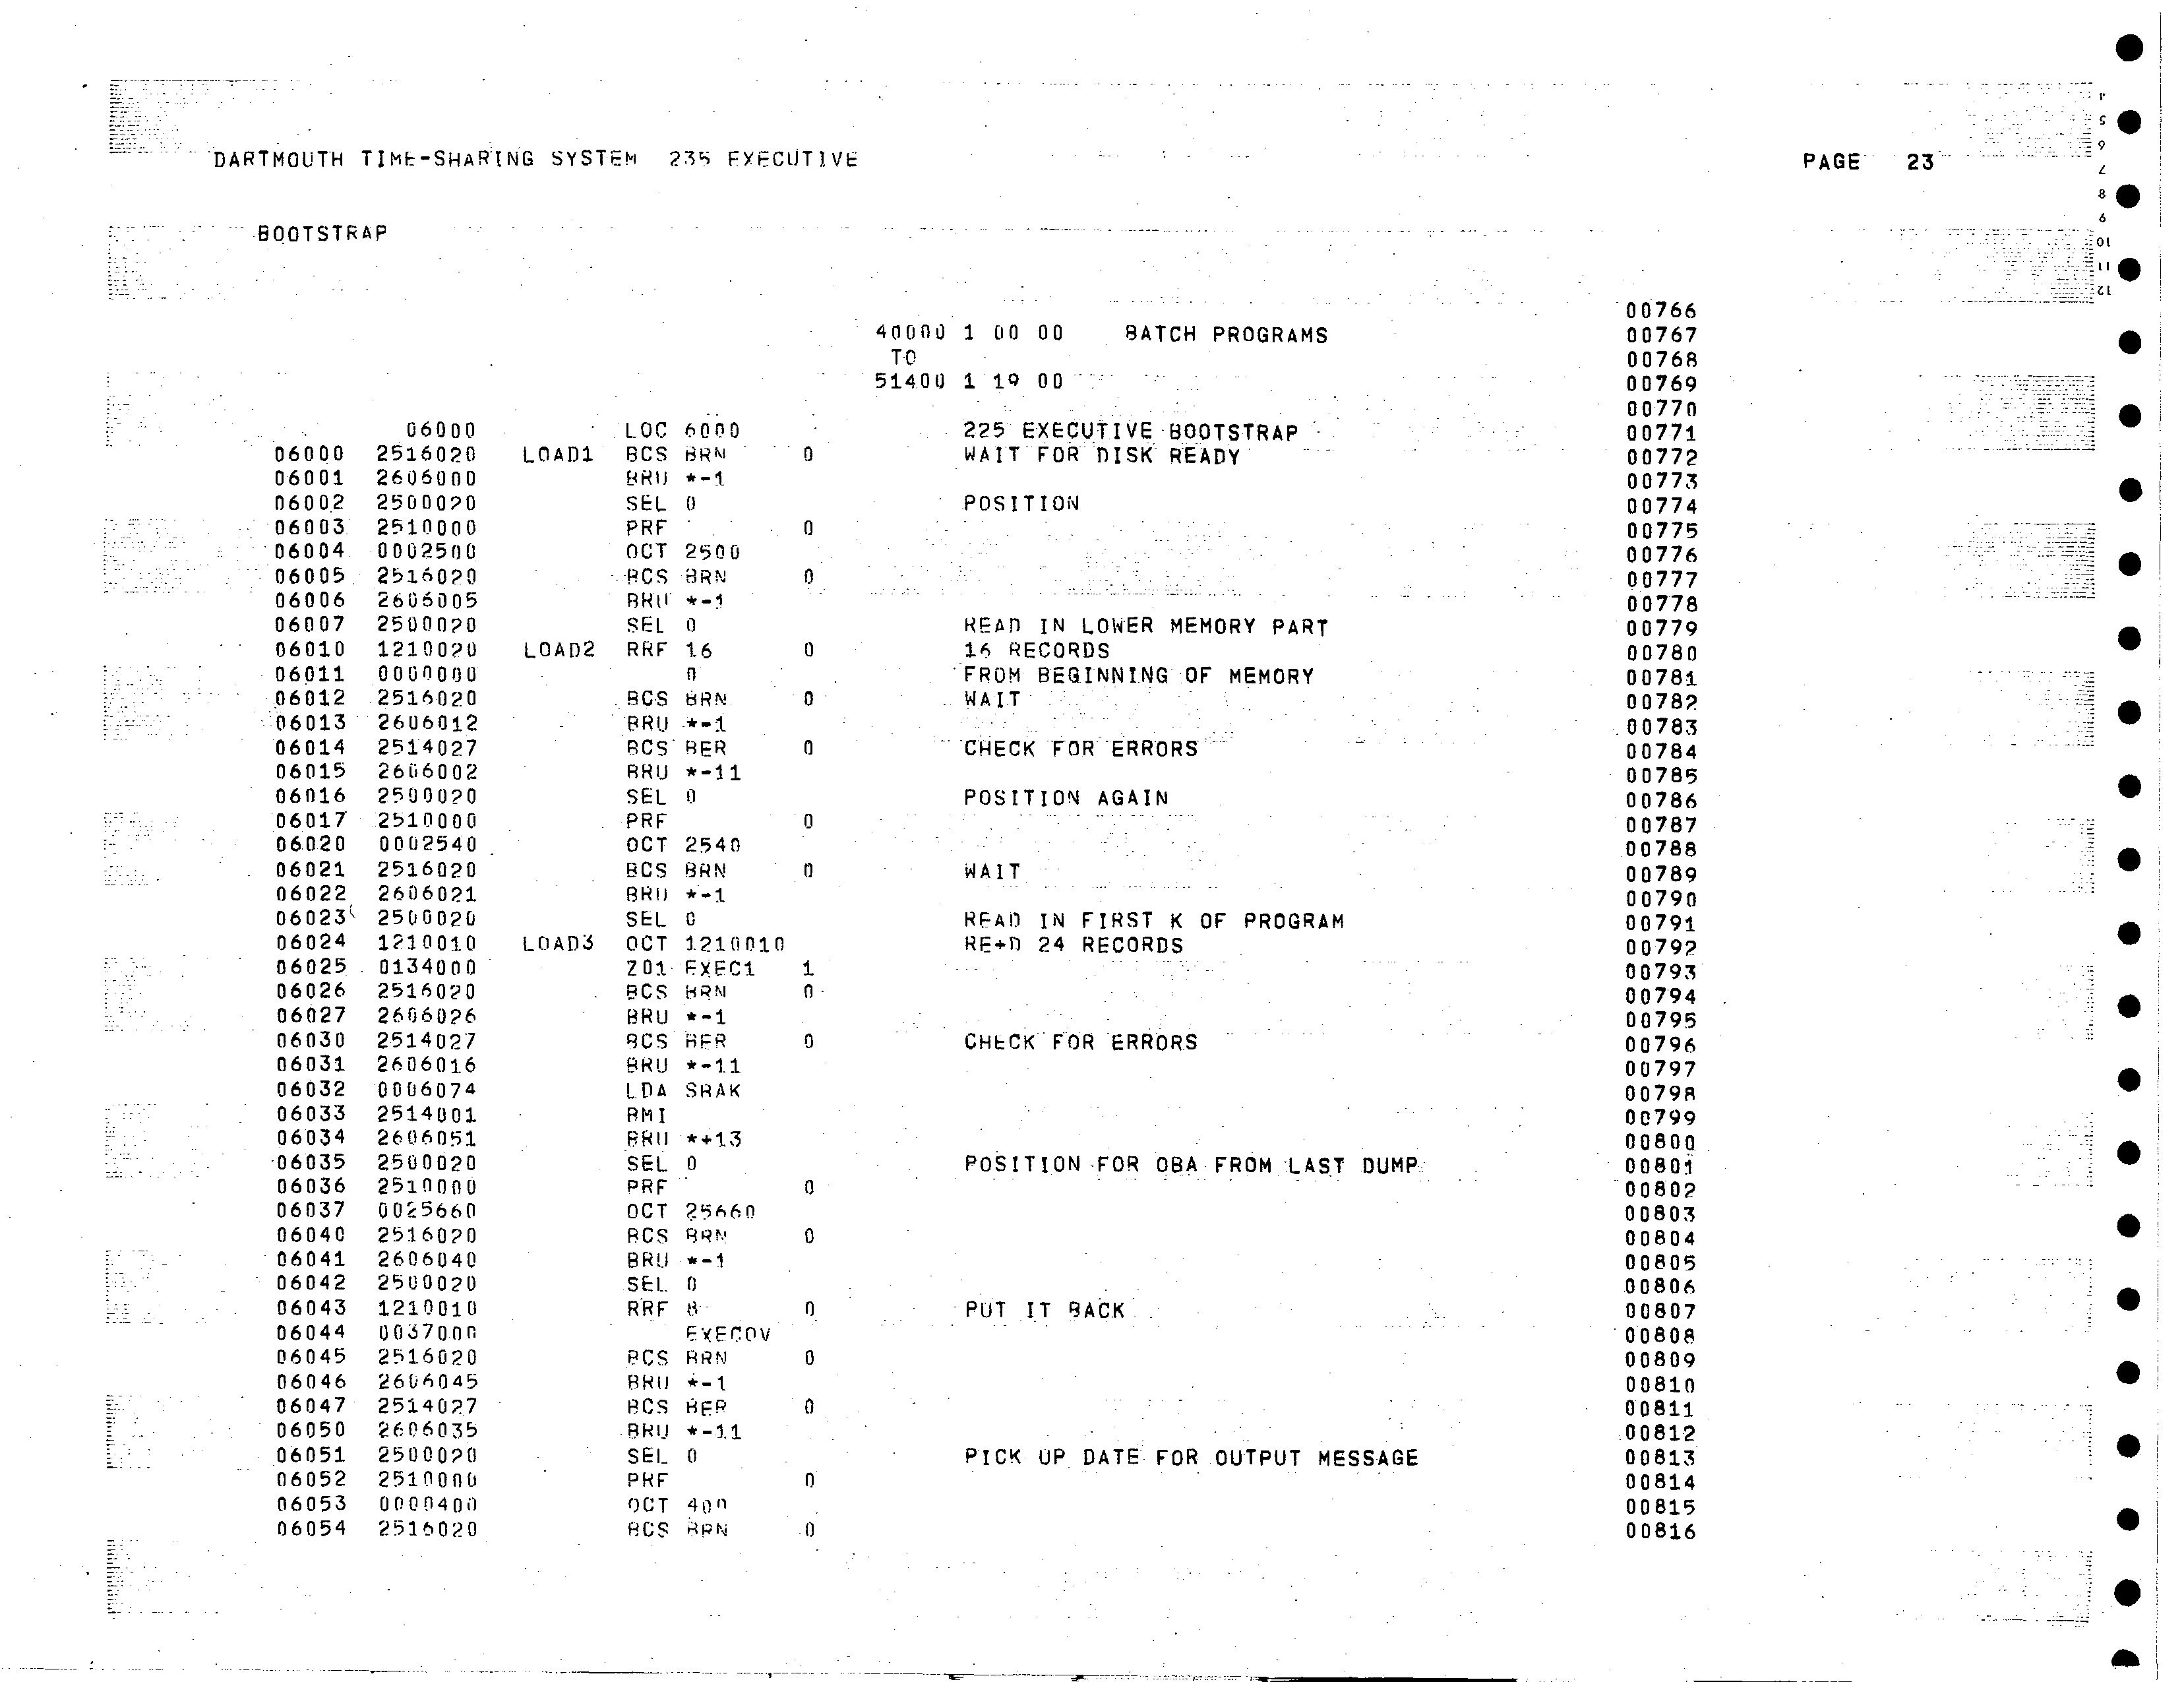 DARTMOUTH TIME-SHARING SYSTEM 235 EXECUTIVE PAGE 23
BOOTSTRAP
00766
40000 1 00 00 BATCH PROGRAMS 00767
TO 00768
51400 1 19 00 00769
00770
06000 LOC 6000 225 EXECUTIVE BOOTSTRAP 00771
06000 2516020 LOAD1 BCS BRN 0 WAIT FOR DISK READY 00772
06001 2606000 BRU *-1 00773
06002 2500020 SEL 0 POSITION 00774
06003 2510000 PRF 0 00775
06004 0002500 OCT 2500 00776
06005 2516020 BCS BRN 0 00777
06006 2606005 BRU *-1 00778
06007 2500020 SEL 0 READ IN LOWER MEMORY PART 00779
06010 1210020 LOAD2 RRF 16 0 16 RECORDS 00780
06011 0000000 0 FROM BEGINNING OF MEMORY 00781
06012 2516020 BCS BRN 0 WAIT 00782
06013 2606012 BRU *-1 00783
06014 2514027 BCS BER 0 CHECK FOR ERRORS 00784
06015 2606002 BRU *-11 00785
06016 2500020 SEL 0 POSITION AGAIN 00786
06017 2510000 PRF 0 00787
06020 0002540 OCT 2540 00788
06021 2516020 BCS BRN 0 WAIT 00789
06022 2606021 BRU *-1 00790
06023 2500020 SEL 0 READ IN FIRST K OF PROGRAM 00791
06024 1210010 LOAD3 OCT 1210010 RE+D 24 RECORDS 00792
06025 0134000 Z01 EXEC1 1 00793
06026 2516020 BCS BRN 0 00794
06027 2606026 BRU *-1 00795
06030 2514027 BCS BER 0 CHECK FOR ERRORS 00796
06031 2606016 BRU *-11 00797
06032 0006074 LDA SBAK 00798
06033 2514001 BMI 00799
06034 2606051 BRU *+13 00800
06035 2500020 SEL 0 POSITION FOR OBA FROM LAST DUMP 00801
06036 2510000 PRF 0 00802
06037 0025660 OCT 25660 00803
06040 2516020 BCS BRN 0 00804
06041 2606040 BRU *-1 00805
06042 2500020 SEL 0 00806
06043 1210010 RRF 8 0 PUT IT BACK 00807
06044 0037000 EXECOV 00808
06045 2516020 BCS BRN 0 00809
06046 2606045 BRU *-1 00810
06047 2514027 BCS BER 0 00811
06050 2606035 BRU *-11 00812
06051 2500020 SEL 0 PICK UP DATE FOR OUTPUT MESSAGE 00813
06052 2510000 PRF 0 00814
06053 0000400 OCT 400 00815
06054 2516020 BCS BRN 0 00816
4
5
6
7
8
9
10
11
12